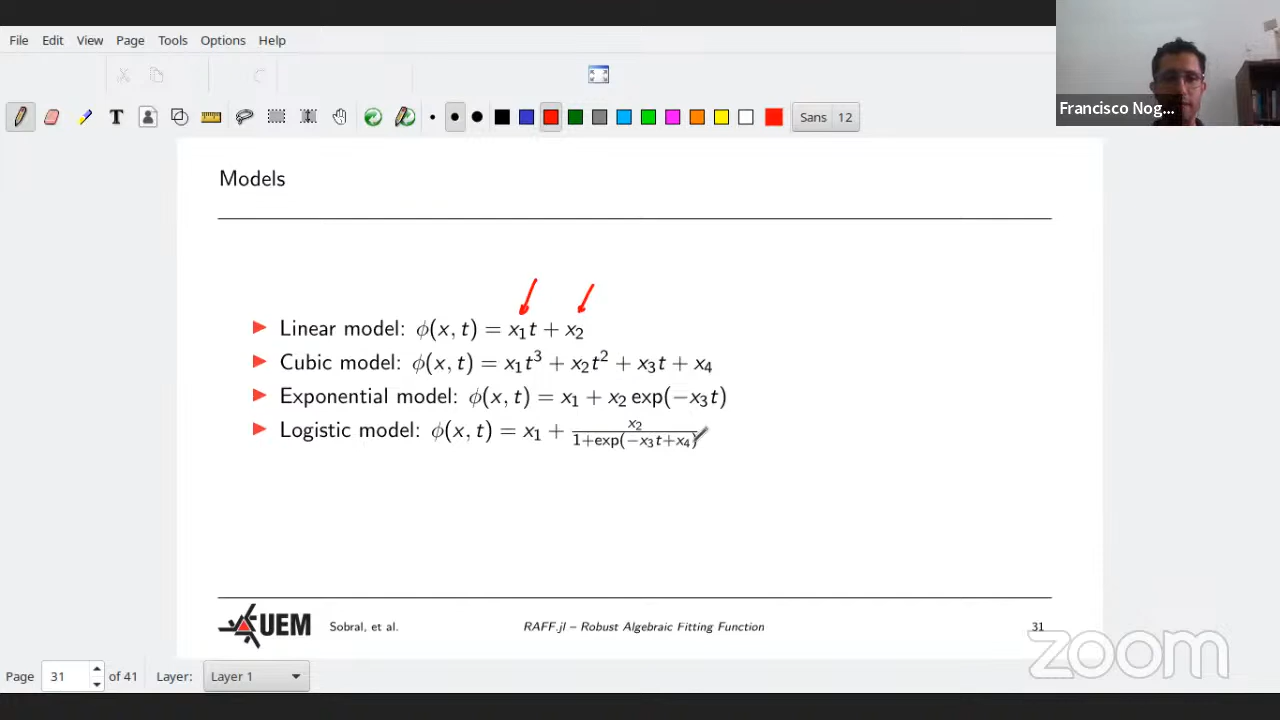 File Edit View Page Tools Options Help
Francisco Nog...
T Sans 12
Models
Linear model: ϕ(x, t) = x₁t + x₂
Cubic model: ϕ(x, t) = x₁t³ + x₂t² + x₃t + x₄
Exponential model: ϕ(x, t) = x₁ + x₂ exp(−x₃t)
Logistic model: ϕ(x, t) = x₁ + x₂ / 1+exp(−x₃t+x₄)
UEM Sobral, et al. RAFF.jl – Robust Algebraic Fitting Function 31
zoom
Page 31 of 41 Layer: Layer 1